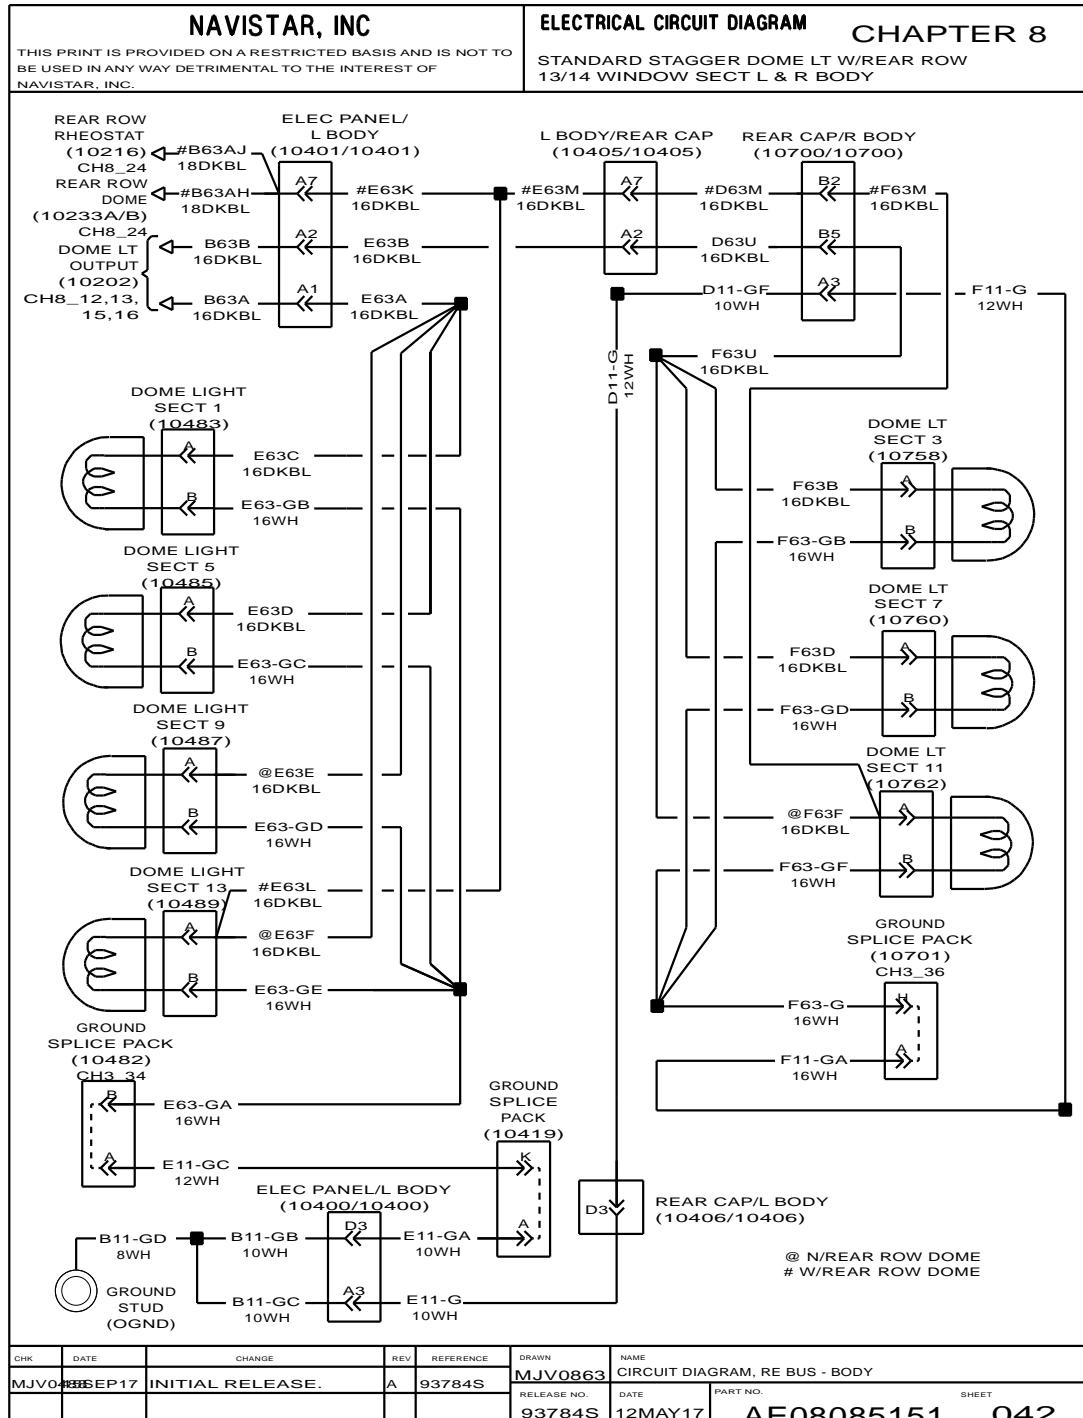 NAVISTAR, INC
THIS PRINT IS PROVIDED ON A RESTRICTED BASIS AND IS NOT TO
BE USED IN ANY WAY DETRIMENTAL TO THE INTEREST OF
NAVISTAR, INC.
ELECTRICAL CIRCUIT DIAGRAM
CHAPTER 8
STANDARD STAGGER DOME LT W/REAR ROW
13/14 WINDOW SECT L & R BODY
REAR ROW
RHEOSTAT
(10216)
CH8_24
REAR ROW
DOME
(10233A/B)
CH8_24
DOME LT
OUTPUT
(10202)
CH8_12,13,
15,16
#B63AJ
18DKBL
#B63AH
18DKBL
B63B
16DKBL
B63A
16DKBL
ELEC PANEL/
L BODY
(10401/10401)
A7
A2
A1
#E63K
16DKBL
E63B
16DKBL
E63A
16DKBL
#E63M
16DKBL
L BODY/REAR CAP
(10405/10405)
A7
A2
#D63M
16DKBL
D63U
16DKBL
D11-GF
10WH
REAR CAP/R BODY
(10700/10700)
B2
B5
A3
#F63M
16DKBL
F11-G
12WH
F63U
16DKBL
D11-G
12WH
DOME LIGHT
SECT 1
(10483)
A
B
E63C
16DKBL
E63-GB
16WH
DOME LIGHT
SECT 5
(10485)
A
B
E63D
16DKBL
E63-GC
16WH
DOME LIGHT
SECT 9
(10487)
A
B
@E63E
16DKBL
E63-GD
16WH
DOME LIGHT
SECT 13
(10489)
A
B
#E63L
16DKBL
@E63F
16DKBL
E63-GE
16WH
DOME LT
SECT 3
(10758)
A
B
F63B
16DKBL
F63-GB
16WH
DOME LT
SECT 7
(10760)
A
B
F63D
16DKBL
F63-GD
16WH
DOME LT
SECT 11
(10762)
A
B
@F63F
16DKBL
F63-GF
16WH
GROUND
SPLICE PACK
(10701)
CH3_36
H
A
F63-G
16WH
F11-GA
16WH
GROUND
SPLICE PACK
(10482)
CH3_34
B
A
E63-GA
16WH
E11-GC
12WH
GROUND
SPLICE
PACK
(10419)
K
A
ELEC PANEL/L BODY
(10400/10400)
D3
A3
B11-GD
8WH
B11-GB
10WH
E11-GA
10WH
B11-GC
10WH
E11-G
10WH
GROUND
STUD
(OGND)
D3
REAR CAP/L BODY
(10406/10406)
@ N/REAR ROW DOME
# W/REAR ROW DOME
CHK DATE CHANGE REV REFERENCE
INITIAL RELEASE. A 93784S
DRAWN
MJV0863
NAME
CIRCUIT DIAGRAM, RE BUS - BODY
RELEASE NO.
93784S
DATE
12MAY17
PART NO.
AE08085151
SHEET
042